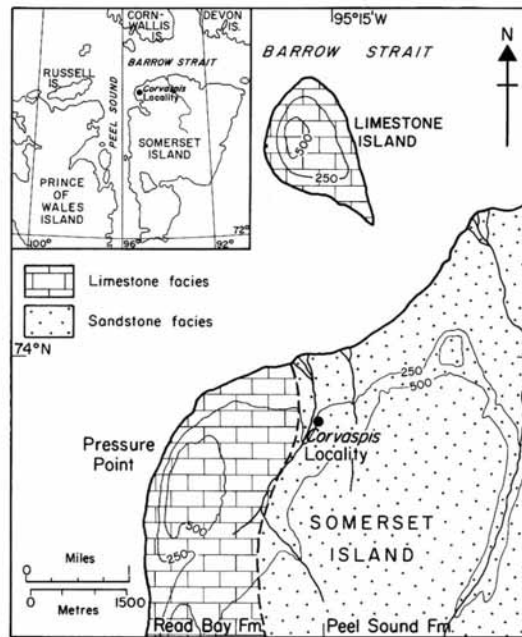 95°15'W
CORN-
WALLIS
IS.
DEVON
IS.
BARROW STRAIT
RUSSELL
IS.
PEEL SOUND
Corvaspis
Locality
SOMERSET
ISLAND
PRINCE
OF
WALES
ISLAND
100°
96°
92°
72°
BARROW STRAIT
N
LIMESTONE
ISLAND
500
250
Limestone facies
Sandstone facies
74°N
250
500
Pressure
Point
Corvaspis
Locality
500
250
SOMERSET
ISLAND
Miles
0
0
1500
Metres
Read Bay Fm.
Peel Sound Fm.